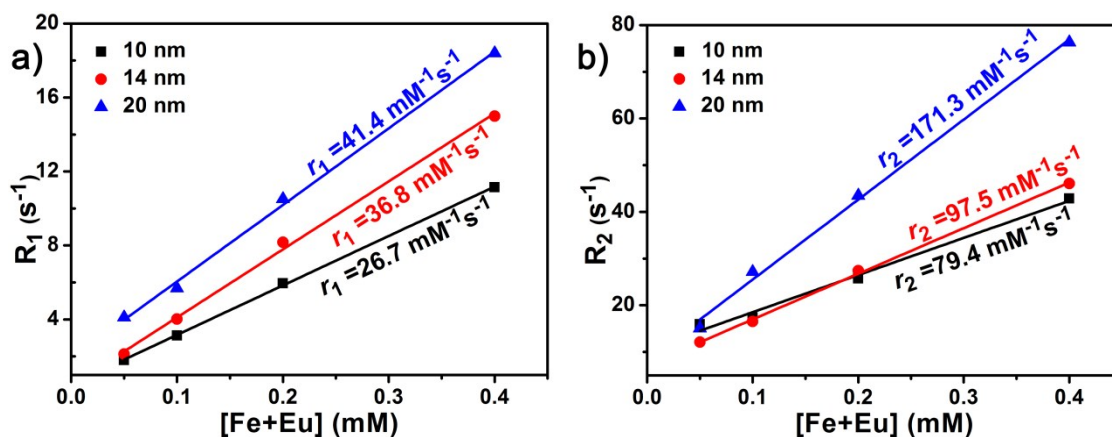 a)
20
16
12
8
4
R₁ (s⁻¹)
10 nm
14 nm
20 nm
r₁ =41.4 mM⁻¹s⁻¹
r₁ =36.8 mM⁻¹s⁻¹
r₁ =26.7 mM⁻¹s⁻¹
0.0 0.1 0.2 0.3 0.4
[Fe+Eu] (mM)
b)
80
60
40
20
R₂ (s⁻¹)
10 nm
14 nm
20 nm
r₂ =171.3 mM⁻¹s⁻¹
r₂ =97.5 mM⁻¹s⁻¹
r₂ =79.4 mM⁻¹s⁻¹
0.0 0.1 0.2 0.3 0.4
[Fe+Eu] (mM)